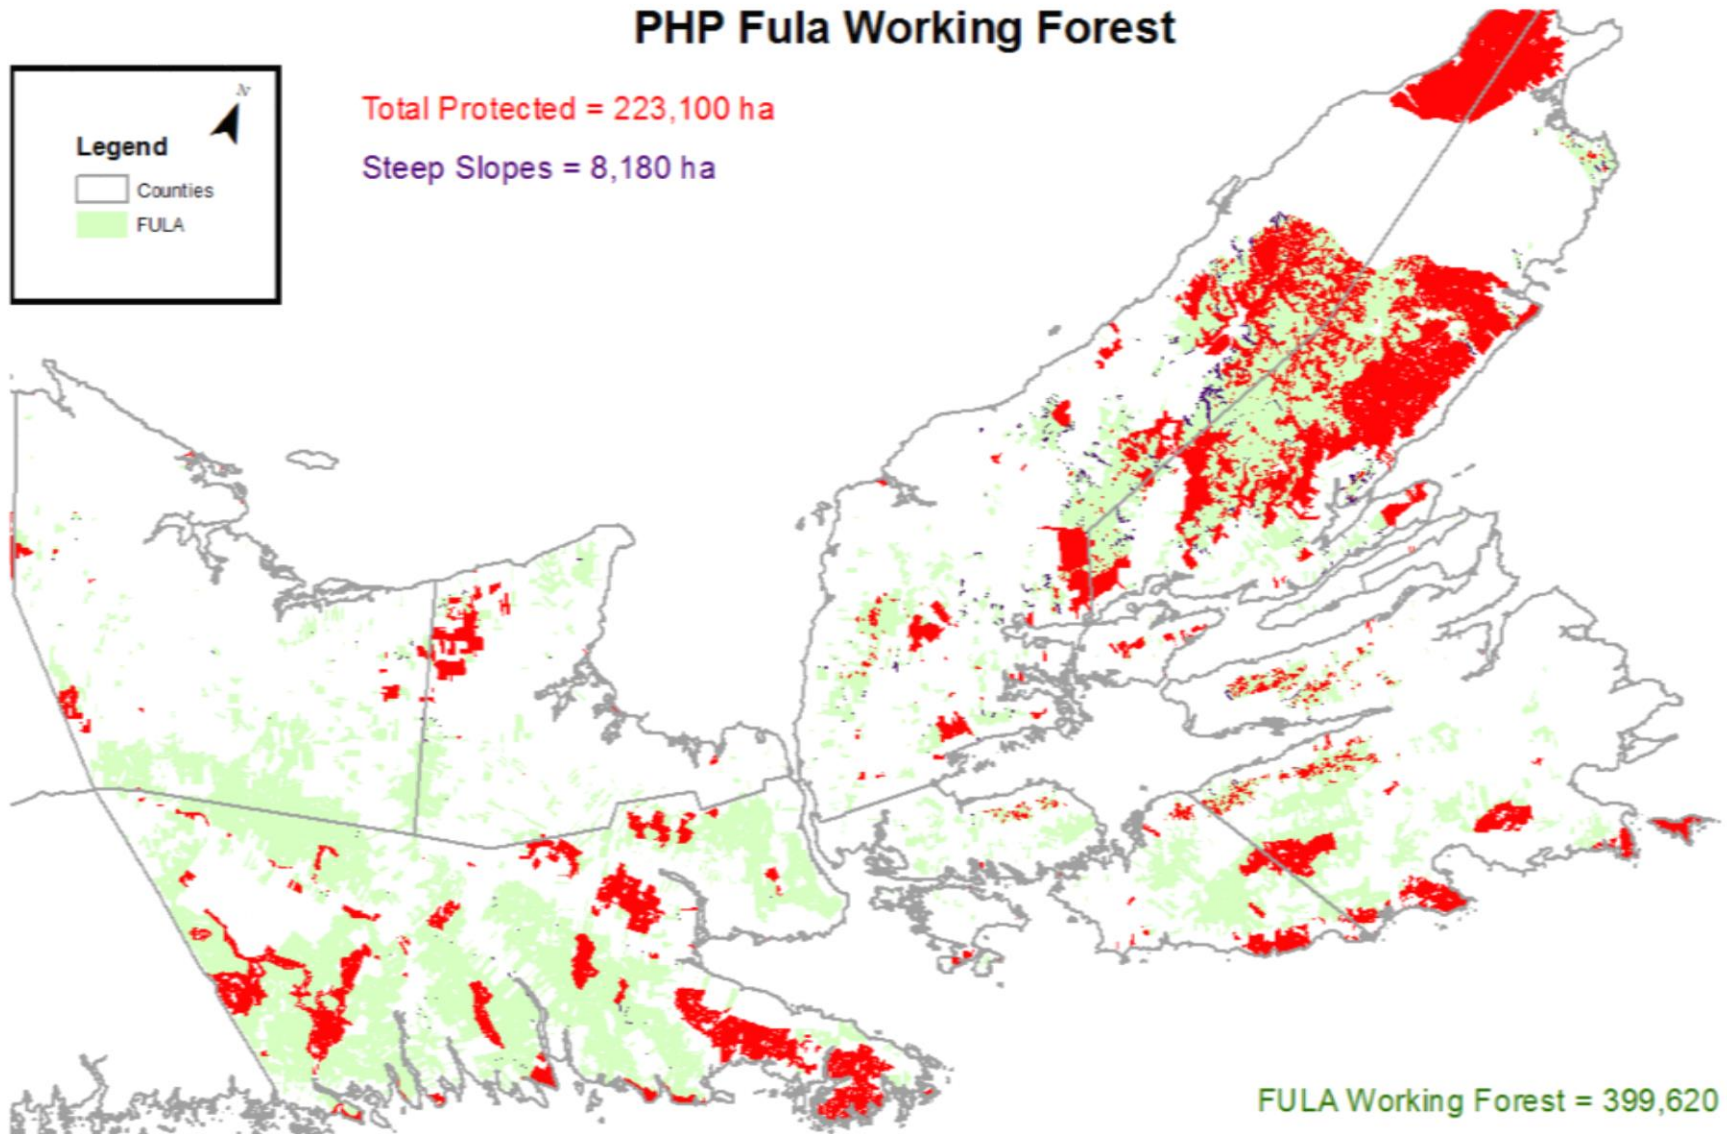 PHP Fula Working Forest
N
Legend
Counties
FULA
Total Protected = 223,100 ha
Steep Slopes = 8,180 ha
FULA Working Forest = 399,620